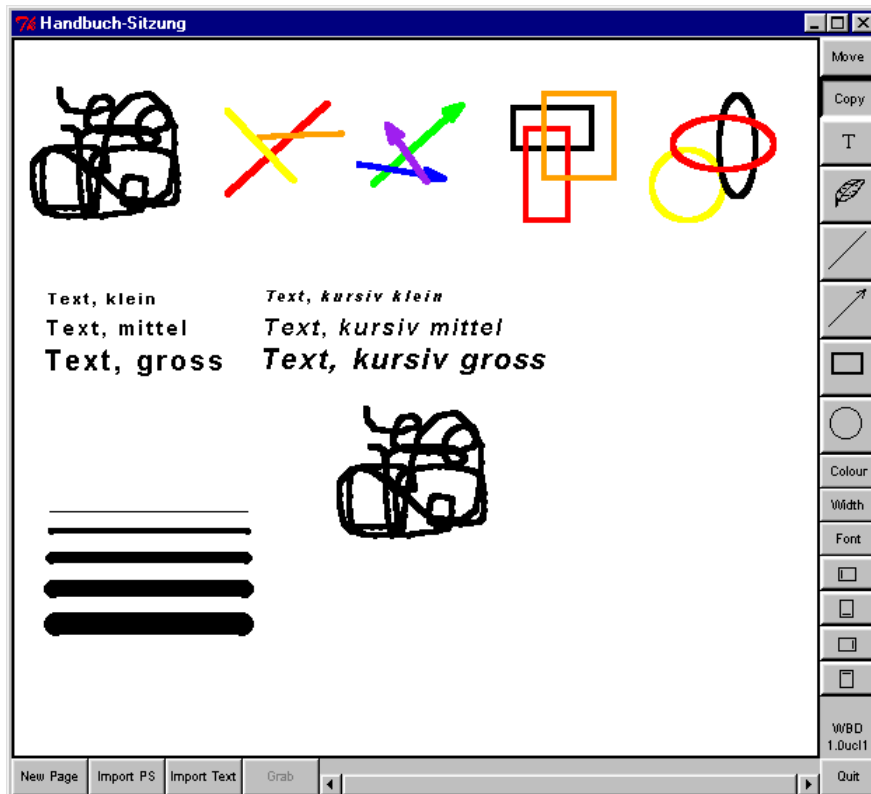 Handbuch-Sitzung
Move
Copy
T
Text, klein
Text, kursiv klein
Text, mittel
Text, kursiv mittel
Text, gross
Text, kursiv gross
Colour
Width
Font
WBD
1.0ucl1
New Page
Import PS
Import Text
Grab
Quit